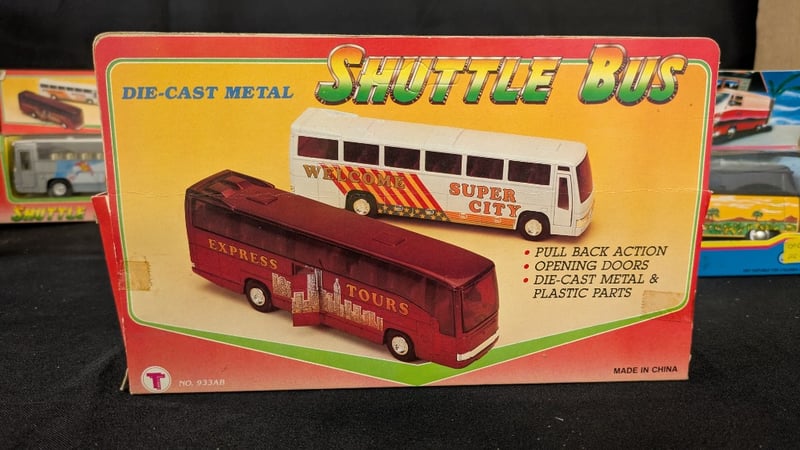 DIE-CAST METAL
SHUTTLE BUS
WELCOME
SUPER
CITY
EXPRESS
TOURS
• PULL BACK ACTION
• OPENING DOORS
• DIE-CAST METAL &
PLASTIC PARTS
T
NO. 933AB
MADE IN CHINA
SHUTTLE